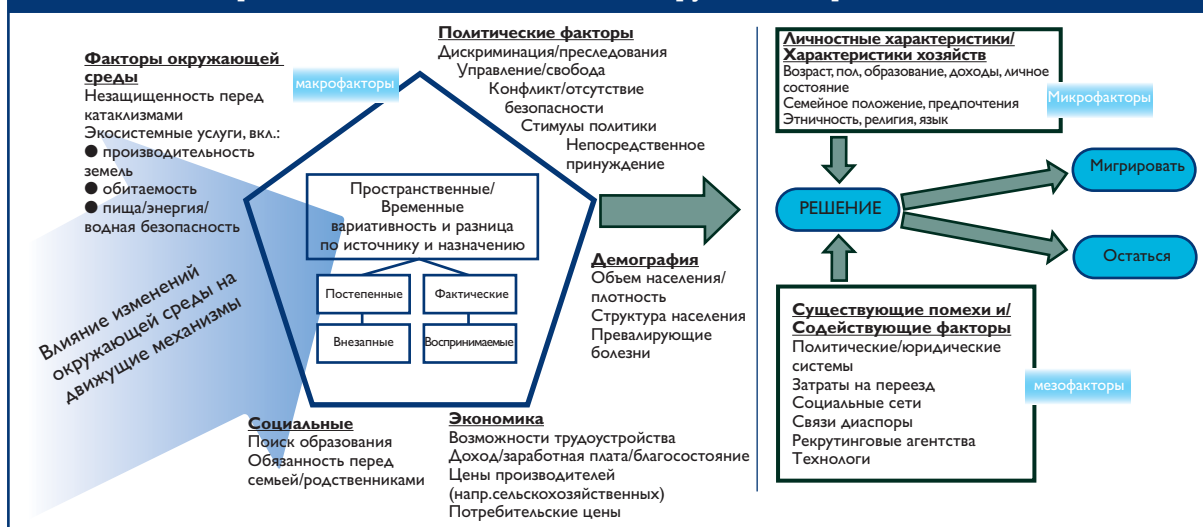 Факторы окружающей
среды
Незащищенность перед
катаклизмами
Экосистемные услуги, вкл.:
● производительность
земель
● обитаемость
● пища/энергия/
водная безопасность
макрофакторы
Политические факторы
Дискриминация/преследования
Управление/свобода
Конфликт/отсутствие
безопасности
Стимулы политики
Непосредственное
принуждение
Пространственные/
Временные
вариативность и разница
по источнику и назначению
Постепенные
Фактические
Внезапные
Воспринимаемые
Влияние изменений
окружающей среды на
движущие механизмы
Демография
Объем населения/
плотность
Структура населения
Превалирующие
болезни
Социальные
Поиск образования
Обязанность перед
семьей/родственниками
Экономика
Возможности трудоустройства
Доход/заработная плата/благосостояние
Цены производителей
(напр.сельскохозяйственных)
Потребительские цены
Личностные характеристики/
Характеристики хозяйств
Возраст, пол, образование, доходы, личное
состояние
Семейное положение, предпочтения
Этничность, религия, язык
Микрофакторы
РЕШЕНИЕ
Мигрировать
Остаться
Существующие помехи и/
Содействующие факторы
Политические/юридические
системы
Затраты на переезд
Социальные сети
Связи диаспоры
Рекрутинговые агентства
Технологи
мезофакторы